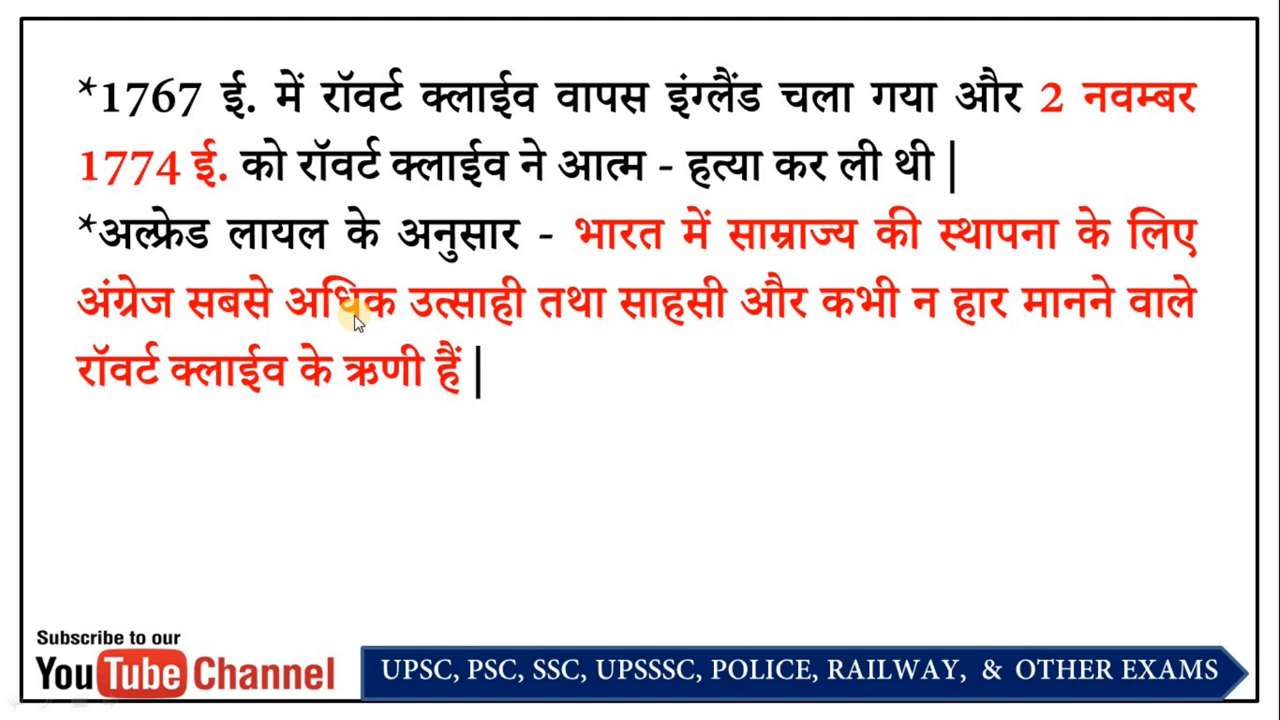 *1767 ई. में रॉवर्ट क्लाईव वापस इंग्लैंड चला गया और 2 नवम्बर
1774 ई. को रॉवर्ट क्लाईव ने आत्म - हत्या कर ली थी |
*अल्फ्रेड लायल के अनुसार - भारत में साम्राज्य की स्थापना के लिए
अंग्रेज सबसे अधिक उत्साही तथा साहसी और कभी न हार मानने वाले
रॉवर्ट क्लाईव के ऋणी हैं |
Subscribe to our
YouTube Channel
UPSC, PSC, SSC, UPSSSC, POLICE, RAILWAY, & OTHER EXAMS